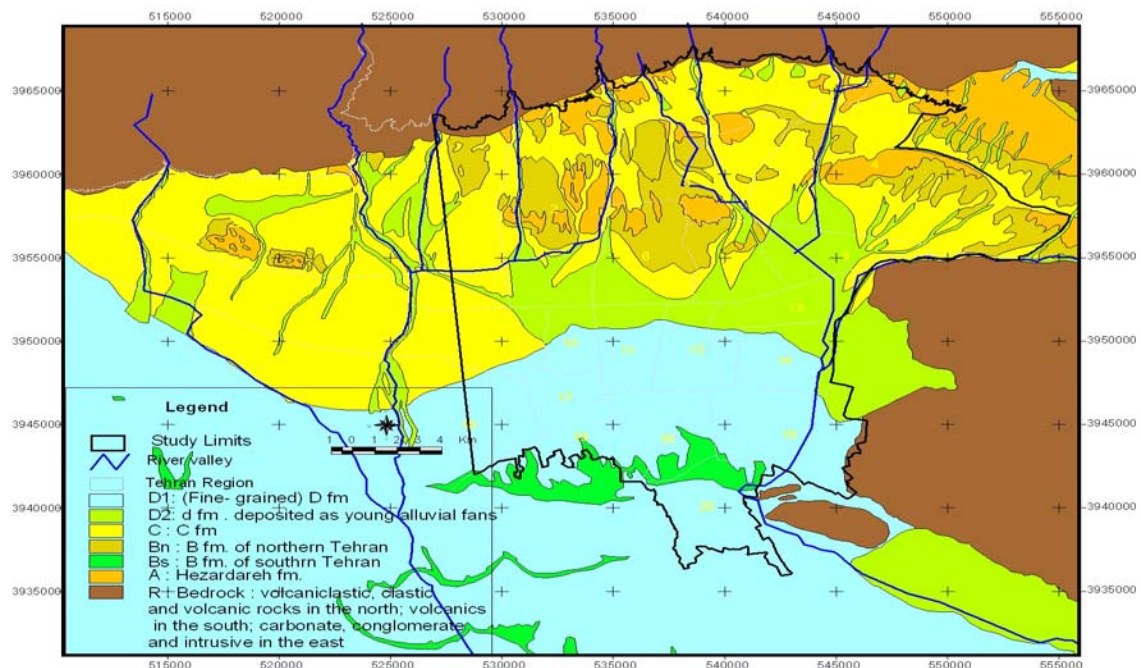 515000 520000 525000 530000 535000 540000 545000 550000 555000
3965000 3965000
3960000 3960000
3955000 3955000
3950000 3950000
3945000 3945000
3940000 3940000
3935000 3935000
2
6
13
Legend
1 0 1 2 3 4 Km
Study Limits
River valley
Tehran Region
D1: (Fine- grained) D fm
D2: d fm . deposited as young alluvial fans
C : C fm
Bn : B fm. of northern Tehran
Bs : B fm. of southrn Tehran
A : Hezardareh fm.
R : Bedrock : volcaniclastic, clastic
and volcanic rocks in the north; volcanics
in the south; carbonate, conglomerate
and intrusive in the east
515000 520000 525000 530000 535000 540000 545000 550000 555000